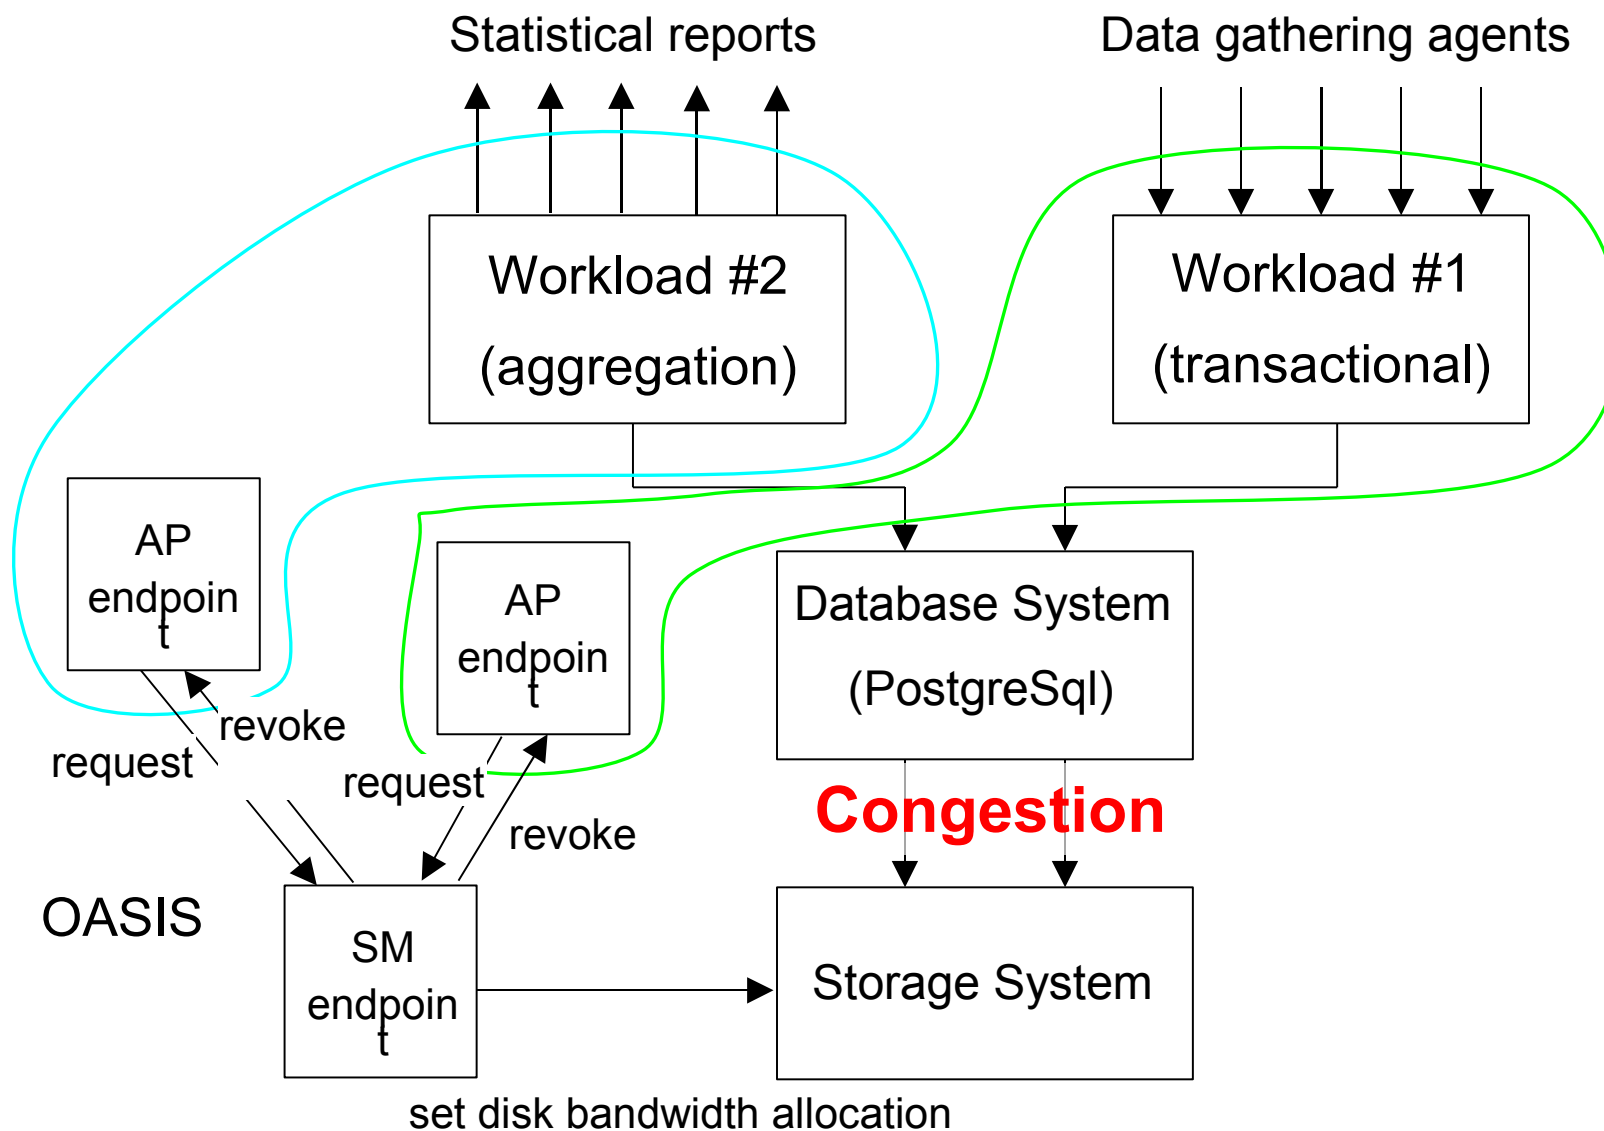 Statistical reports
Data gathering agents
Workload #2
(aggregation)
Workload #1
(transactional)
AP
endpoin
t
AP
endpoin
t
Database System
(PostgreSql)
revoke
request
request
revoke
Congestion
OASIS
SM
endpoin
t
Storage System
set disk bandwidth allocation